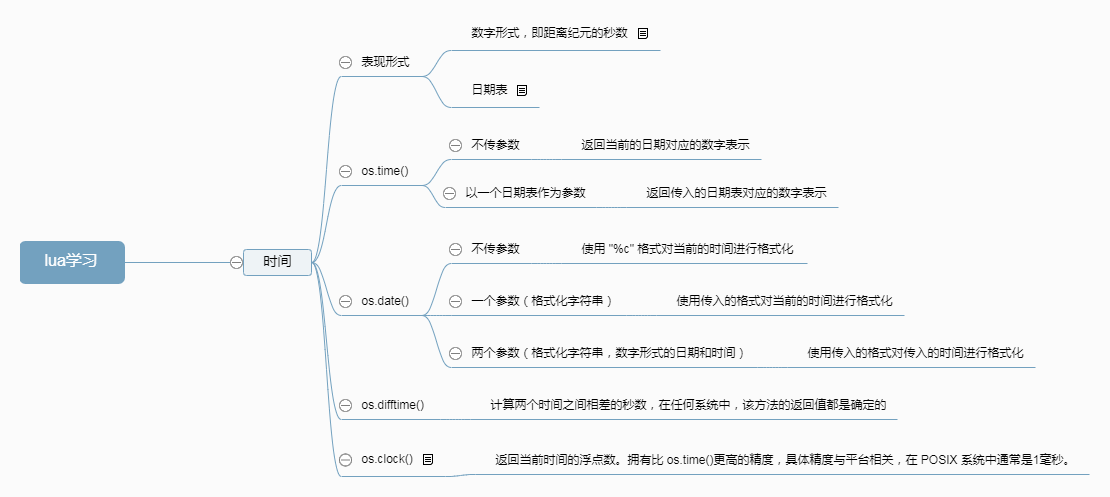 lua学习
时间
表现形式
数字形式，即距离纪元的秒数
日期表
os.time()
不传参数
返回当前的日期对应的数字表示
以一个日期表作为参数
返回传入的日期表对应的数字表示
os.date()
不传参数
使用 "%c" 格式对当前的时间进行格式化
一个参数（格式化字符串）
使用传入的格式对当前的时间进行格式化
两个参数（格式化字符串，数字形式的日期和时间）
使用传入的格式对传入的时间进行格式化
os.difftime()
计算两个时间之间相差的秒数，在任何系统中，该方法的返回值都是确定的
os.clock()
返回当前时间的浮点数。拥有比 os.time()更高的精度，具体精度与平台相关，在 POSIX 系统中通常是1毫秒。